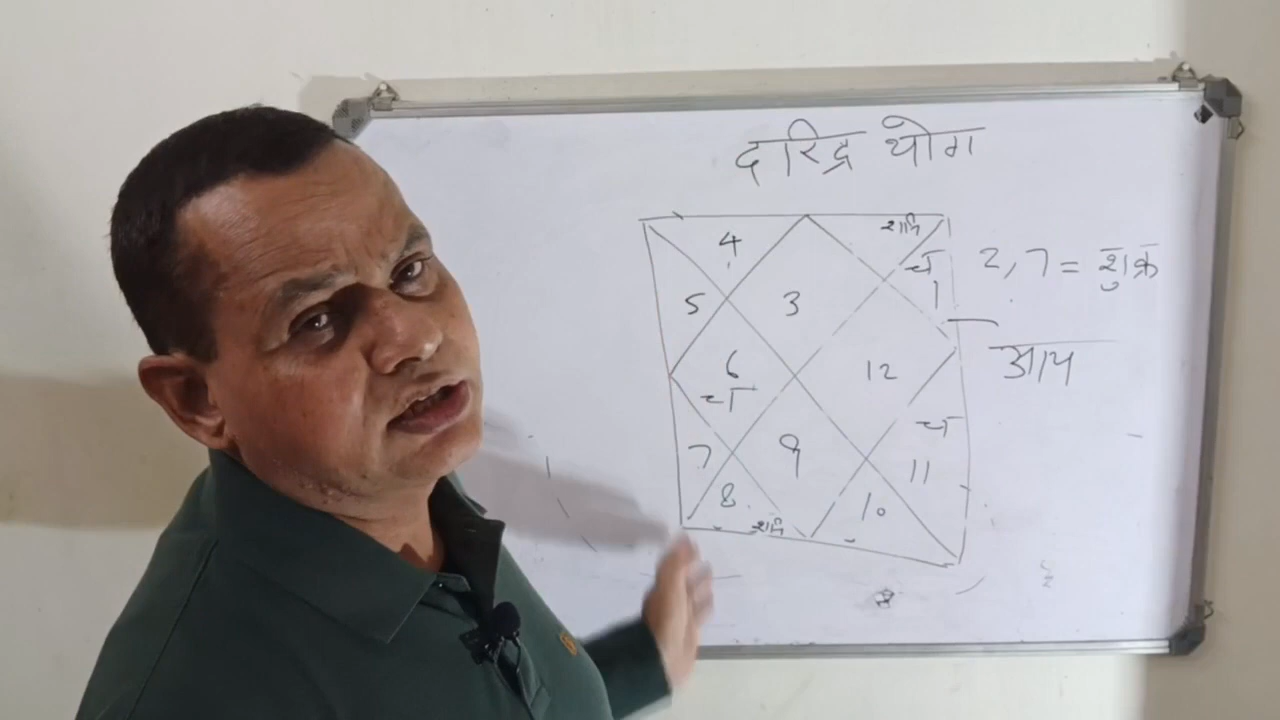 दरिद्र योग
शनि
4
चं
2, 7 = शुक्र
5
3
1
आय
6
12
चं
चं
7
9
11
8
10
शनि